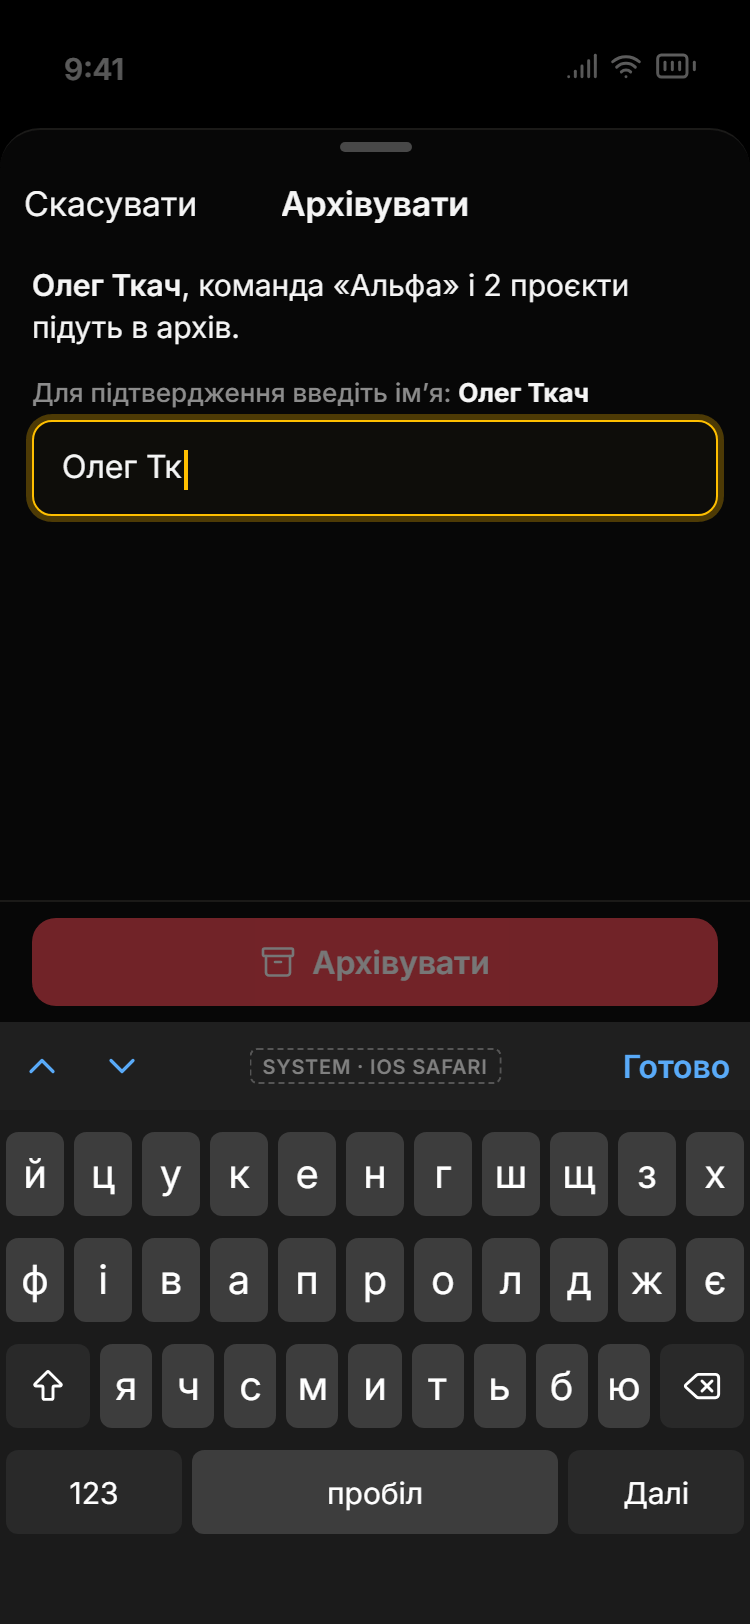 9:41
Скасувати Архівувати
Олег Ткач, команда «Альфа» і 2 проєкти
підуть в архів.
Для підтвердження введіть ім’я: Олег Ткач
Олег Тк
Архівувати
SYSTEM · IOS SAFARI Готово
й ц у к е н г ш щ з х
ф і в а п р о л д ж є
я ч с м и т ь б ю
123 пробіл Далі